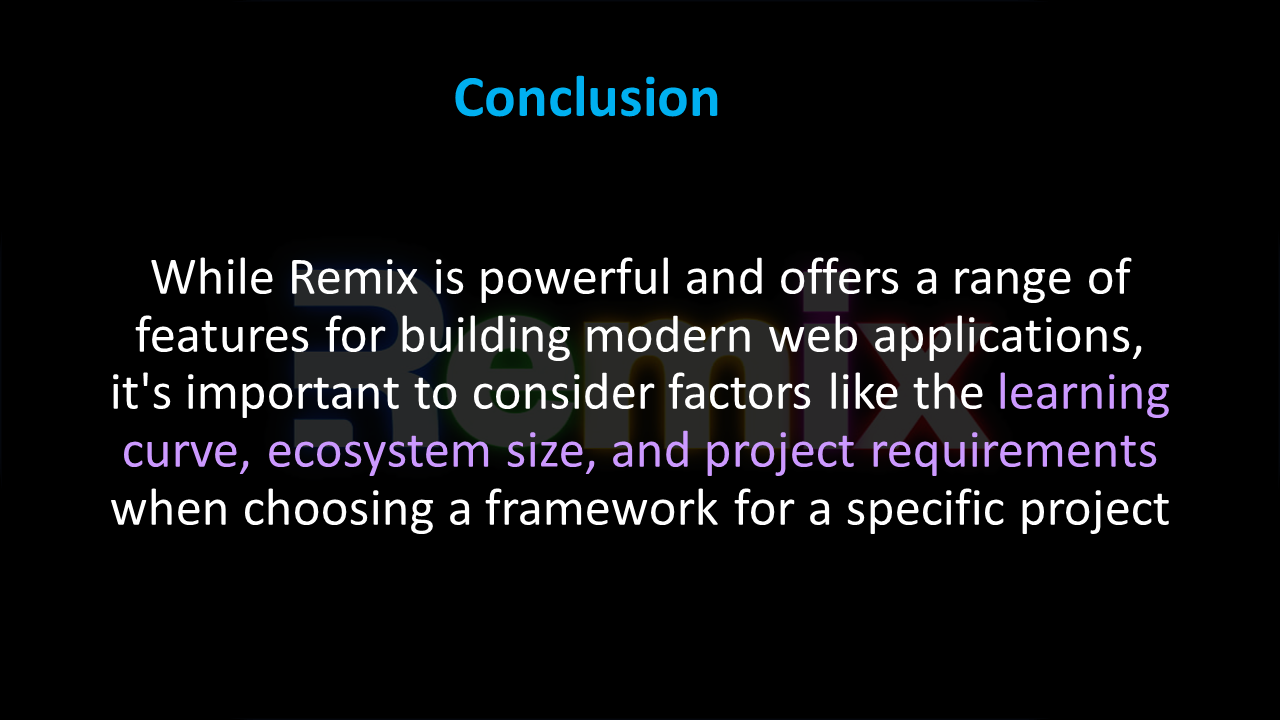 Conclusion
While Remix is powerful and offers a range of
features for building modern web applications,
it's important to consider factors like the learning
curve, ecosystem size, and project requirements
when choosing a framework for a specific project
Remix